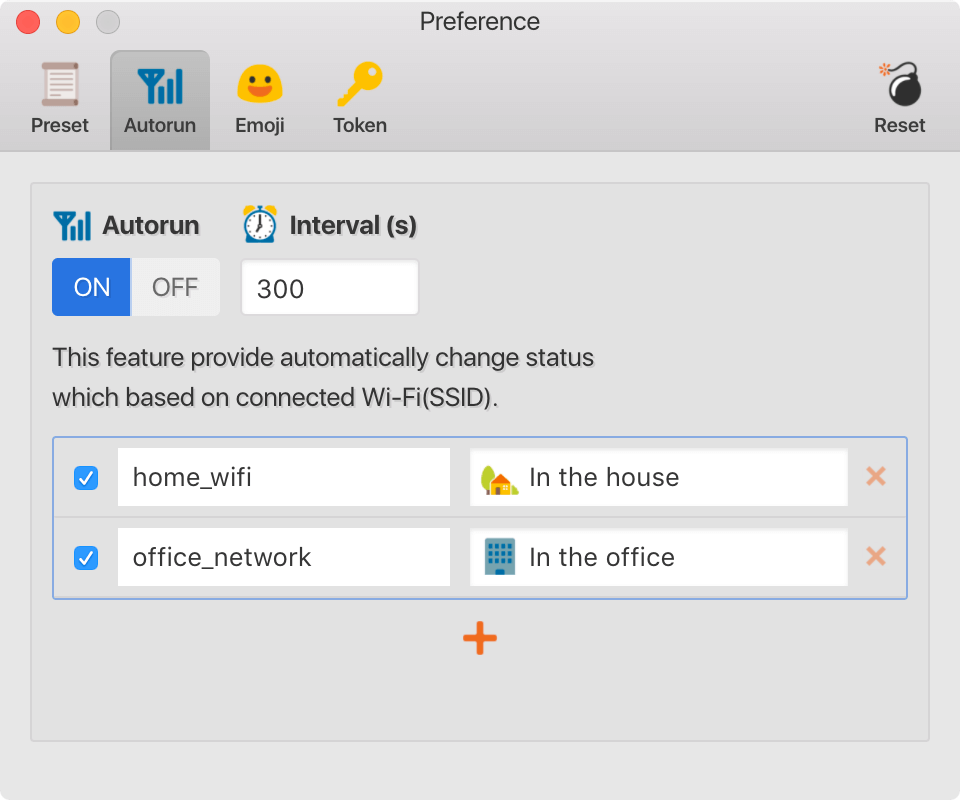 Preference
Preset Autorun Emoji Token Reset
Autorun Interval (s)
ON OFF 300
This feature provide automatically change status
which based on connected Wi-Fi(SSID).
home_wifi In the house
office_network In the office